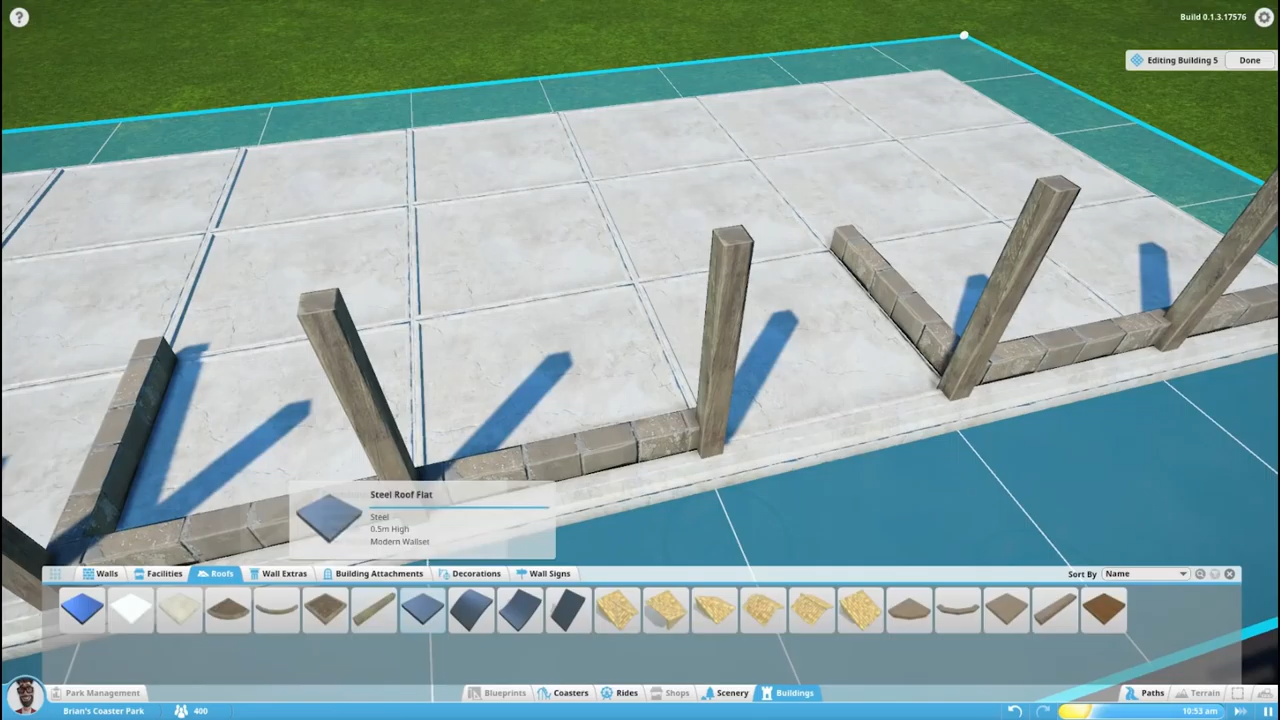 ?
Build 0.1.3.17576
Editing Building 5
Done
Steel Roof Flat
Steel
0.5m High
Modern Wallset
Walls
Facilities
Roofs
Wall Extras
Building Attachments
Decorations
Wall Signs
Sort By
Name
Park Management
Blueprints
Coasters
Rides
Shops
Scenery
Buildings
Paths
Terrain
Brian's Coaster Park
400
10:53 am